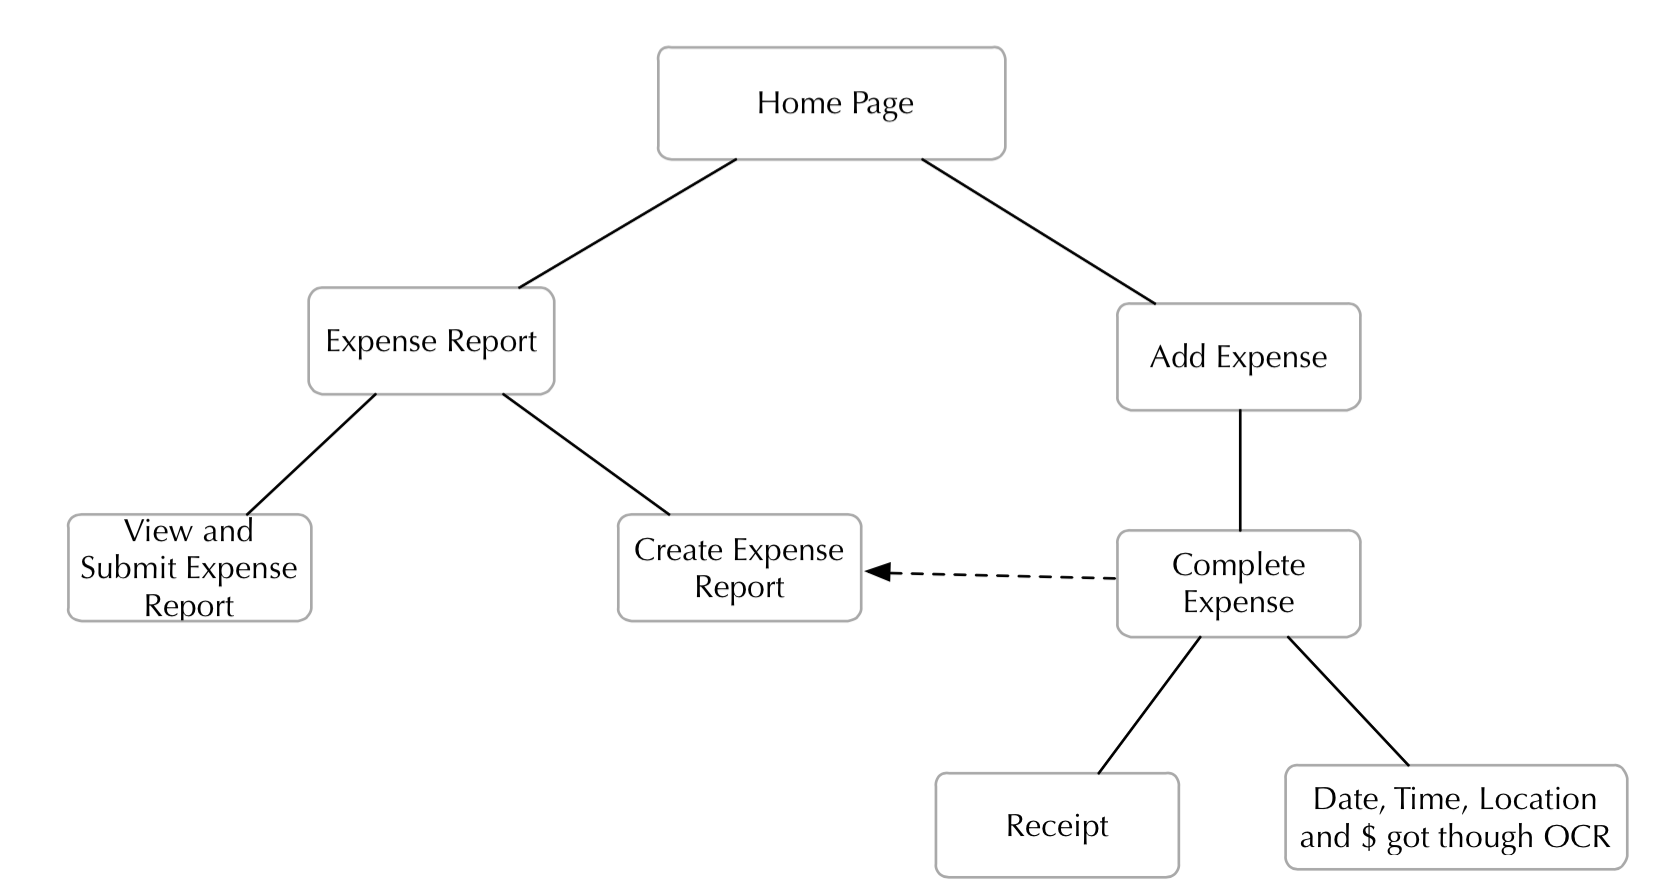 Home Page
Expense Report
Add Expense
View and
Submit Expense
Report
Create Expense
Report
Complete
Expense
Receipt
Date, Time, Location
and $ got though OCR